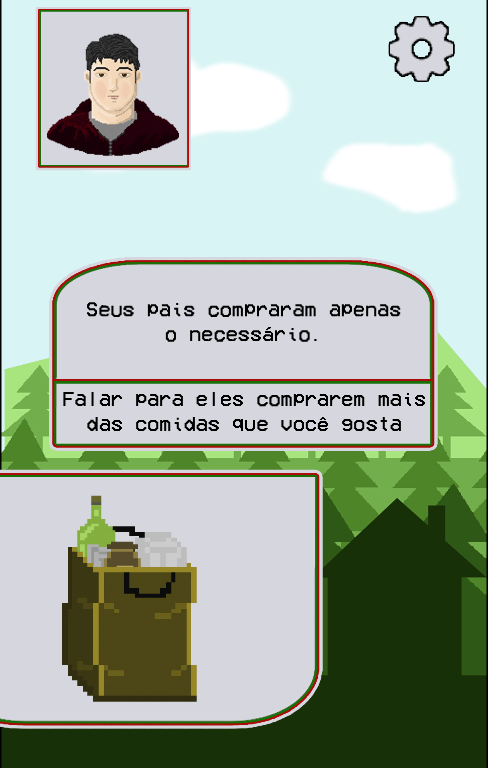 Seus pais compraram apenas
o necessário.
Falar para eles comprarem mais
das comidas que você gosta